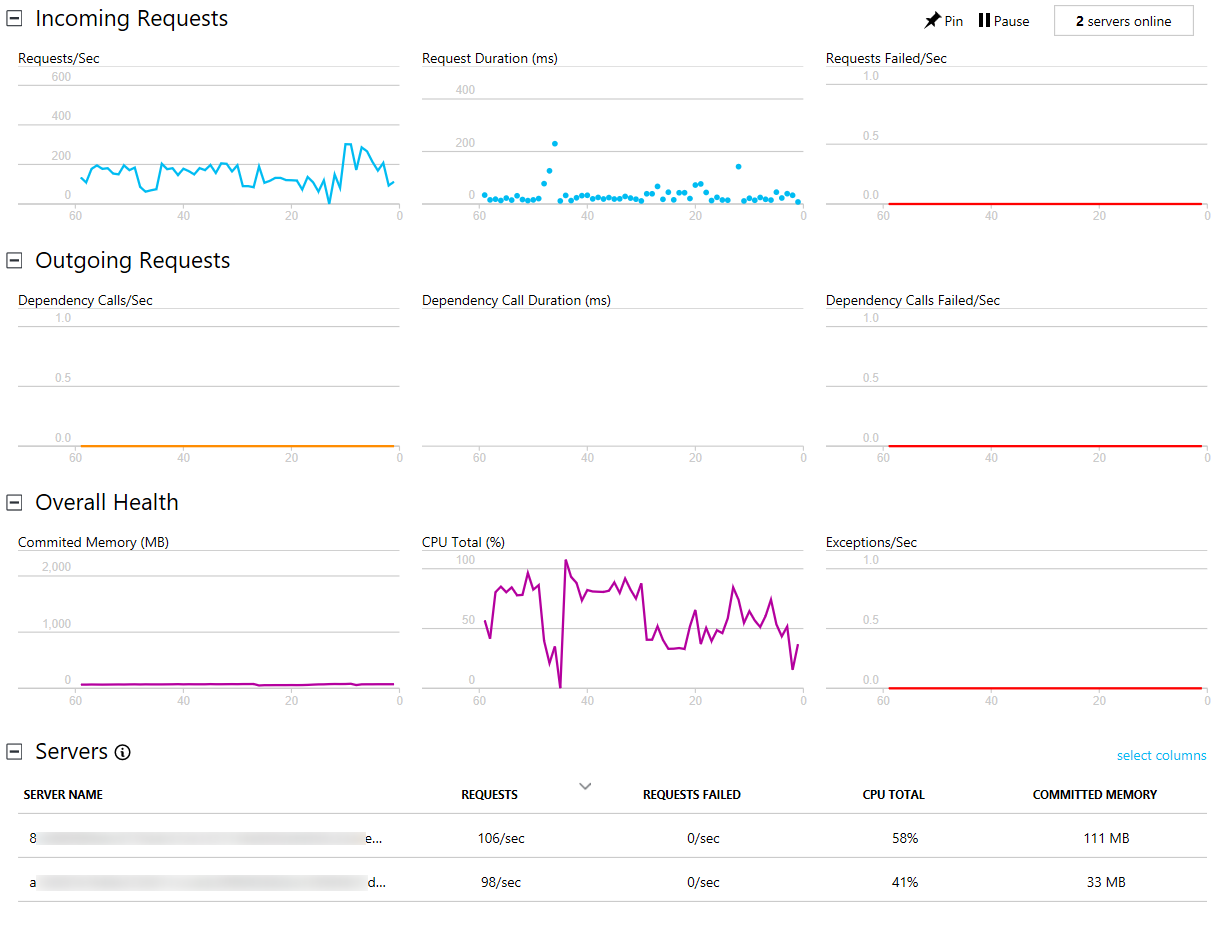 Incoming Requests
Pin Pause 2 servers online
Requests/Sec Request Duration (ms) Requests Failed/Sec
600 400 1.0
400 200 0.5
200 0 0.0
0
60 40 20 0 60 40 20 0 60 40 20 0
Outgoing Requests
Dependency Calls/Sec Dependency Call Duration (ms) Dependency Calls Failed/Sec
1.0 1.0
0.5 0.5
0.0 0.0
60 40 20 0 60 40 20 0 60 40 20 0
Overall Health
Commited Memory (MB) CPU Total (%) Exceptions/Sec
2,000 100 1.0
1,000 50 0.5
0 0 0.0
60 40 20 0 60 40 20 0 60 40 20 0
Servers
select columns
SERVER NAME REQUESTS REQUESTS FAILED CPU TOTAL COMMITTED MEMORY
8 e... 106/sec 0/sec 58% 111 MB
a d... 98/sec 0/sec 41% 33 MB